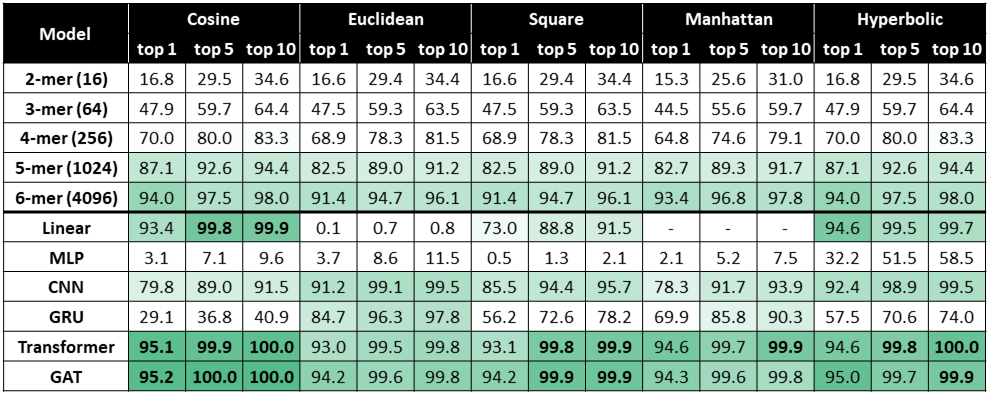 Model Cosine Euclidean Square Manhattan Hyperbolic
top 1 top 5 top 10 top 1 top 5 top 10 top 1 top 5 top 10 top 1 top 5 top 10 top 1 top 5 top 10
2-mer (16) 16.8 29.5 34.6 16.6 29.4 34.4 16.6 29.4 34.4 15.3 25.6 31.0 16.8 29.5 34.6
3-mer (64) 47.9 59.7 64.4 47.5 59.3 63.5 47.5 59.3 63.5 44.5 55.6 59.7 47.9 59.7 64.4
4-mer (256) 70.0 80.0 83.3 68.9 78.3 81.5 68.9 78.3 81.5 64.8 74.6 79.1 70.0 80.0 83.3
5-mer (1024) 87.1 92.6 94.4 82.5 89.0 91.2 82.5 89.0 91.2 82.7 89.3 91.7 87.1 92.6 94.4
6-mer (4096) 94.0 97.5 98.0 91.4 94.7 96.1 91.4 94.7 96.1 93.4 96.8 97.8 94.0 97.5 98.0
Linear 93.4 99.8 99.9 0.1 0.7 0.8 73.0 88.8 91.5 - - - 94.6 99.5 99.7
MLP 3.1 7.1 9.6 3.7 8.6 11.5 0.5 1.3 2.1 2.1 5.2 7.5 32.2 51.5 58.5
CNN 79.8 89.0 91.5 91.2 99.1 99.5 85.5 94.4 95.7 78.3 91.7 93.9 92.4 98.9 99.5
GRU 29.1 36.8 40.9 84.7 96.3 97.8 56.2 72.6 78.2 69.9 85.8 90.3 57.5 70.6 74.0
Transformer 95.1 99.9 100.0 93.0 99.5 99.8 93.1 99.8 99.9 94.6 99.7 99.9 94.6 99.8 100.0
GAT 95.2 100.0 100.0 94.2 99.6 99.8 94.2 99.9 99.9 94.3 99.6 99.8 95.0 99.7 99.9